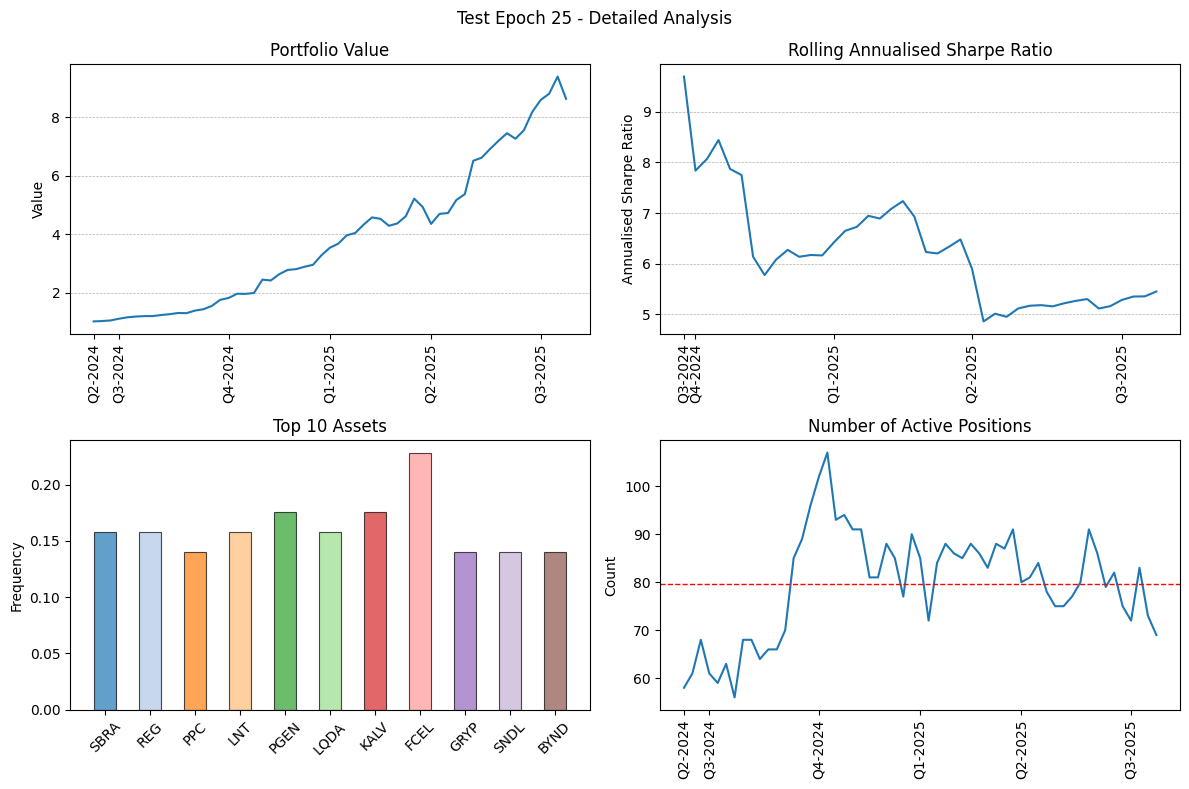 Test Epoch 25 - Detailed Analysis
Portfolio Value
Value
8
6
4
2
Q2-2024
Q3-2024
Q4-2024
Q1-2025
Q2-2025
Q3-2025
Rolling Annualised Sharpe Ratio
Annualised Sharpe Ratio
9
8
7
6
5
Q3-2024
Q4-2024
Q1-2025
Q2-2025
Q3-2025
Top 10 Assets
Frequency
0.20
0.15
0.10
0.05
0.00
SBRA
REG
PPC
LNT
PGEN
LQDA
KALV
FCEL
GRYP
SNDL
BYND
Number of Active Positions
Count
100
90
80
70
60
Q2-2024
Q3-2024
Q4-2024
Q1-2025
Q2-2025
Q3-2025